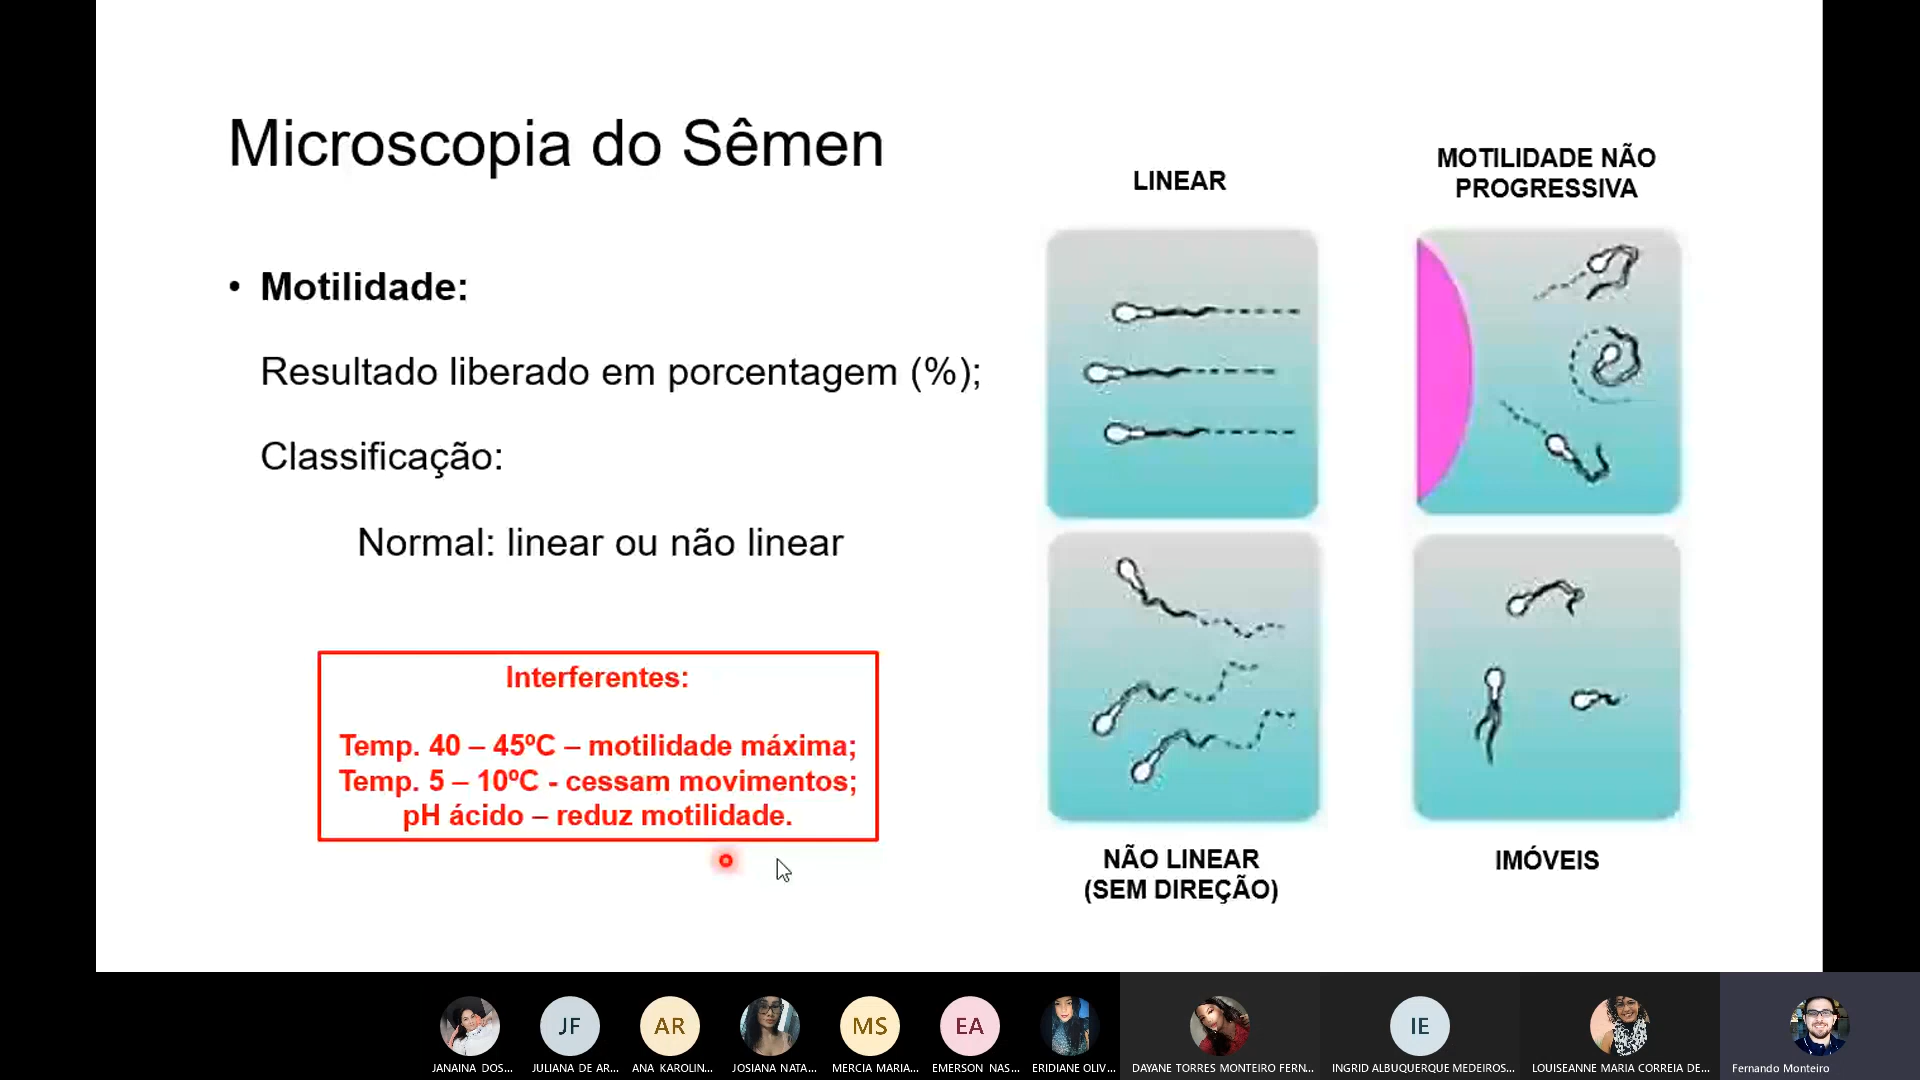 Microscopia do Sêmen
• Motilidade:
Resultado liberado em porcentagem (%);
Classificação:
Normal: linear ou não linear
Interferentes:
Temp. 40 – 45ºC – motilidade máxima;
Temp. 5 – 10ºC - cessam movimentos;
pH ácido – reduz motilidade.
LINEAR
MOTILIDADE NÃO
PROGRESSIVA
NÃO LINEAR
(SEM DIREÇÃO)
IMÓVEIS
JF
AR
MS
EA
IE
JANAINA DOS...
JULIANA DE AR...
ANA KAROLIN...
JOSIANA NATA...
MERCIA MARIA...
EMERSON NAS...
ERIDIANE OLIV...
DAYANE TORRES MONTEIRO FERN...
INGRID ALBUQUERQUE MEDEIROS...
LOUISEANNE MARIA CORREIA DE...
Fernando Monteiro